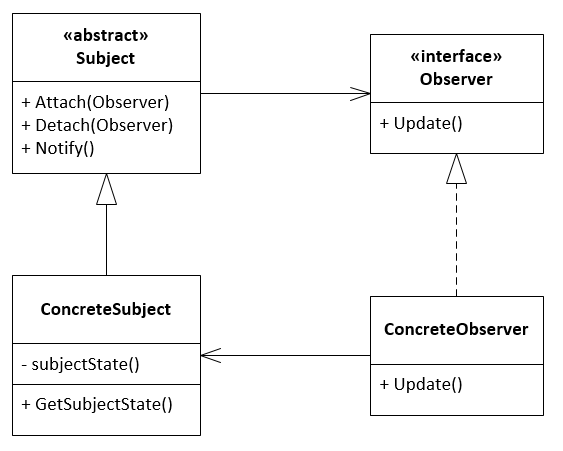 «abstract»
Subject
+ Attach(Observer)
+ Detach(Observer)
+ Notify()
«interface»
Observer
+ Update()
ConcreteSubject
- subjectState()
+ GetSubjectState()
ConcreteObserver
+ Update()